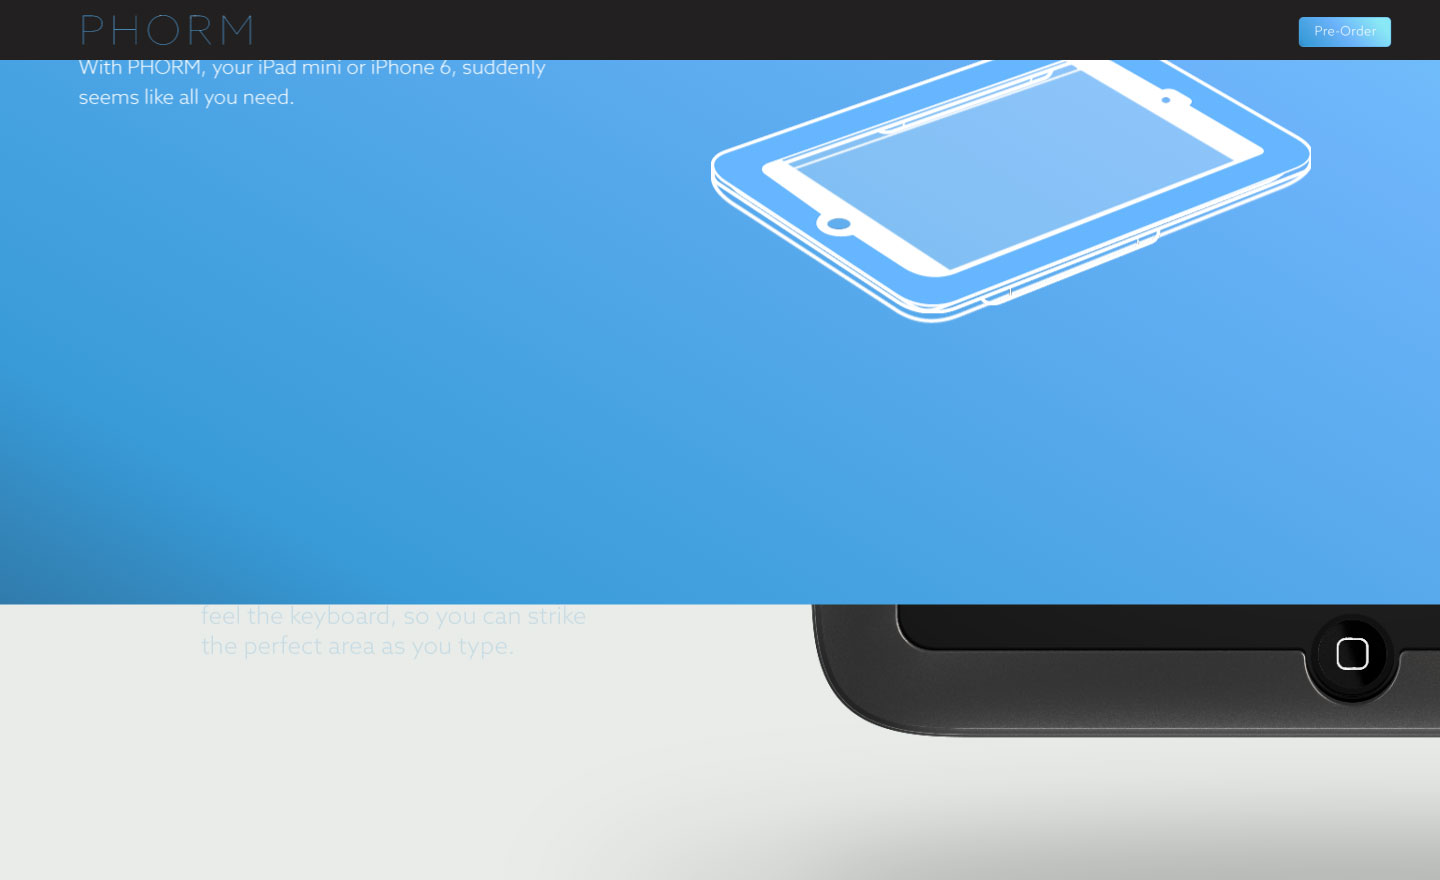 PHORM
Pre-Order
With PHORM, your iPad mini or iPhone 6, suddenly
seems like all you need.
feel the keyboard, so you can strike
the perfect area as you type.